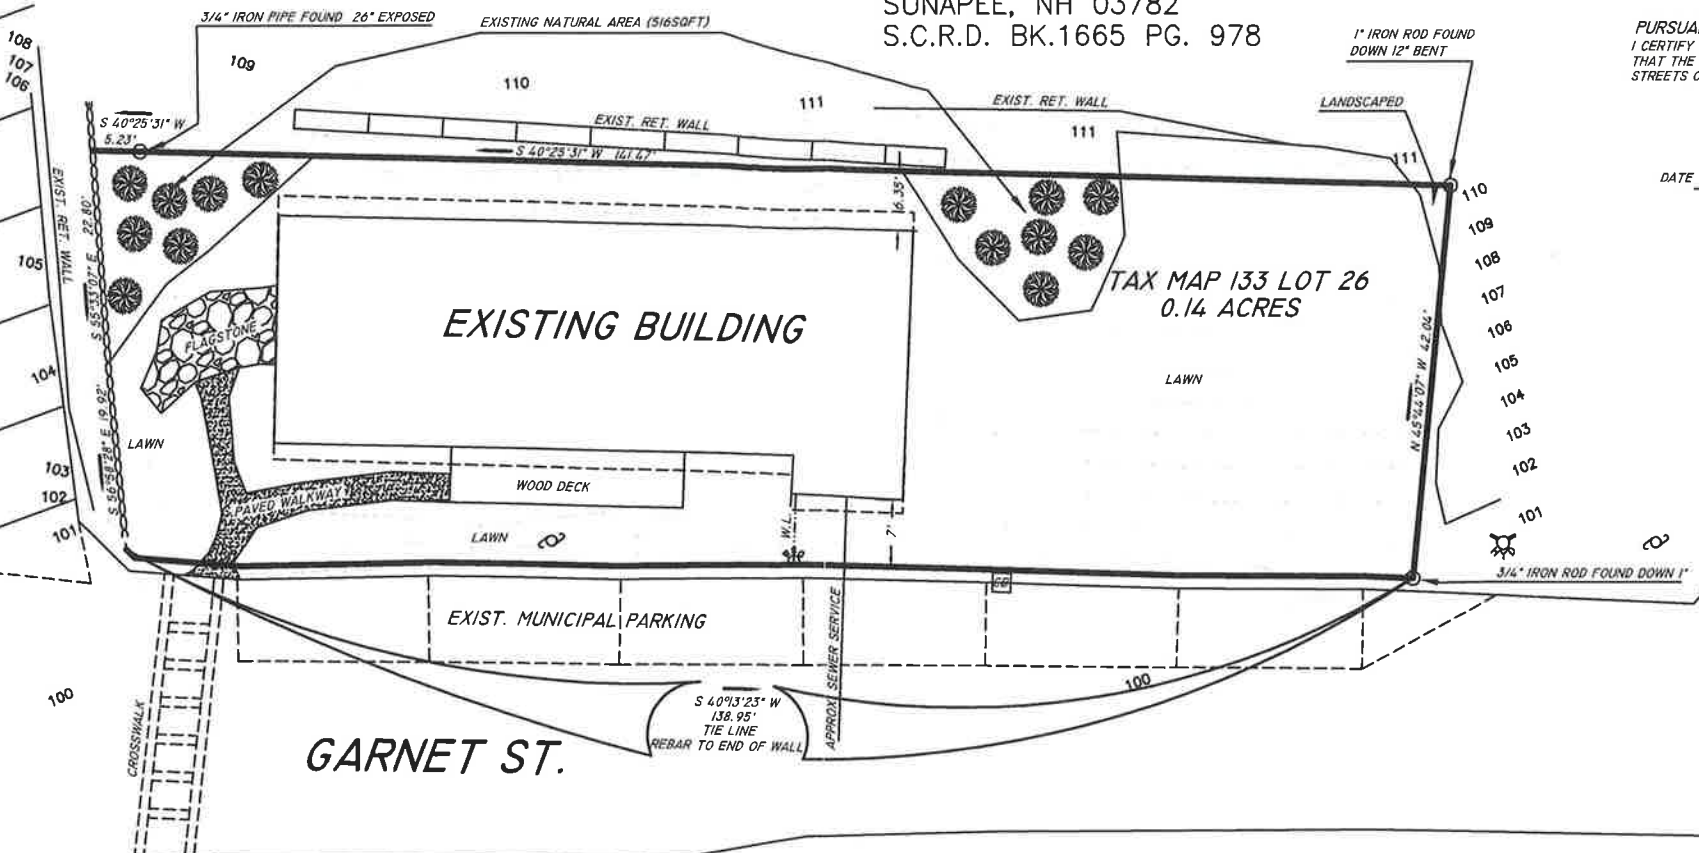 SUNAPEE, NH 03782
S.C.R.D. BK.1665 PG. 978
3/4" IRON PIPE FOUND 26" EXPOSED
EXISTING NATURAL AREA (516SQFT)
1" IRON ROD FOUND
DOWN 12" BENT
PURSUA
I CERTIFY
THAT THE
STREETS O
DATE
108
107
106
109
110
111
EXIST. RET. WALL
111
LANDSCAPED
111
S 40°25'31" W
5.23'
EXIST. RET. WALL
S 40°25'31" W 141.47'
6.35'
110
109
108
107
106
105
104
103
102
101
EXIST. RET. WALL
S 55°33'07" E 22.80'
105
104
103
102
101
TAX MAP 133 LOT 26
0.14 ACRES
EXISTING BUILDING
FLAGSTONE
LAWN
N 45°44'07" W 42.04'
S 56°58'28" E 19.92'
LAWN
WOOD DECK
PAVED WALKWAY
LAWN
W.L.
7'
3/4" IRON ROD FOUND DOWN 1"
EXIST. MUNICIPAL PARKING
APPROX. SEWER SERVICE
100
100
S 40°13'23" W
138.95'
TIE LINE
REBAR TO END OF WALL
CROSSWALK
GARNET ST.